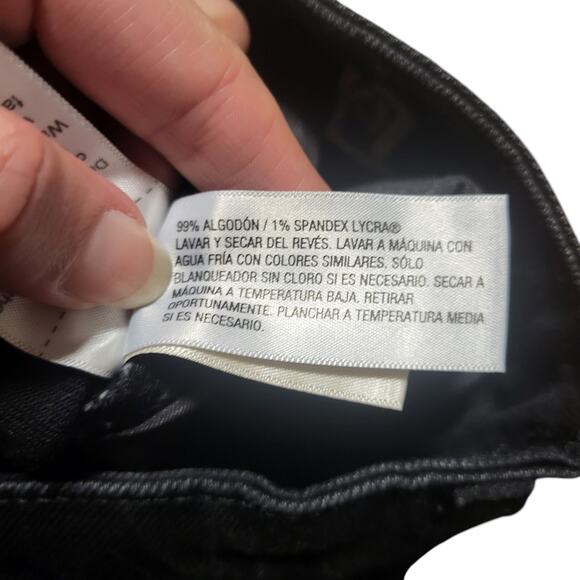 99% ALGODÓN / 1% SPANDEX LYCRA®
LAVAR Y SECAR DEL REVÉS. LAVAR A MÁQUINA CON
AGUA FRÍA CON COLORES SIMILARES. SÓLO
BLANQUEADOR SIN CLORO SI ES NECESARIO. SECAR A
MÁQUINA A TEMPERATURA BAJA. RETIRAR
OPORTUNAMENTE. PLANCHAR A TEMPERATURA MEDIA
SI ES NECESARIO.